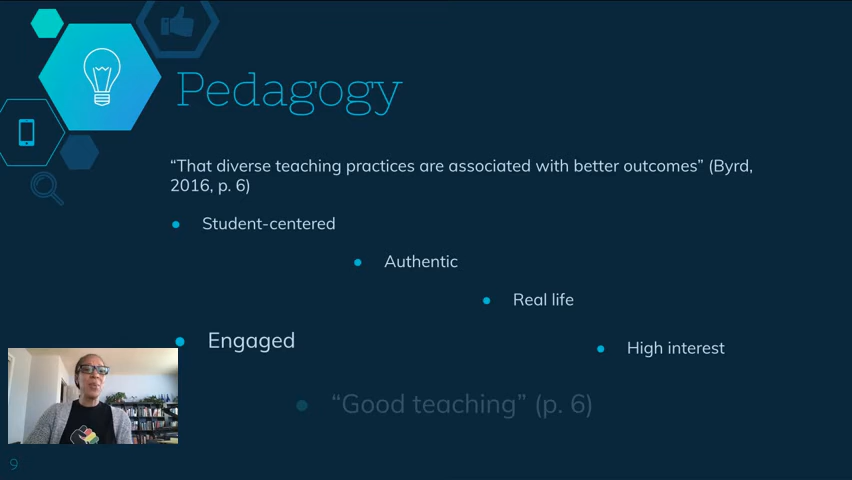 Pedagogy
“That diverse teaching practices are associated with better outcomes” (Byrd,
2016, p. 6)
● Student-centered
● Authentic
● Real life
● Engaged
● High interest
● “Good teaching” (p. 6)
9